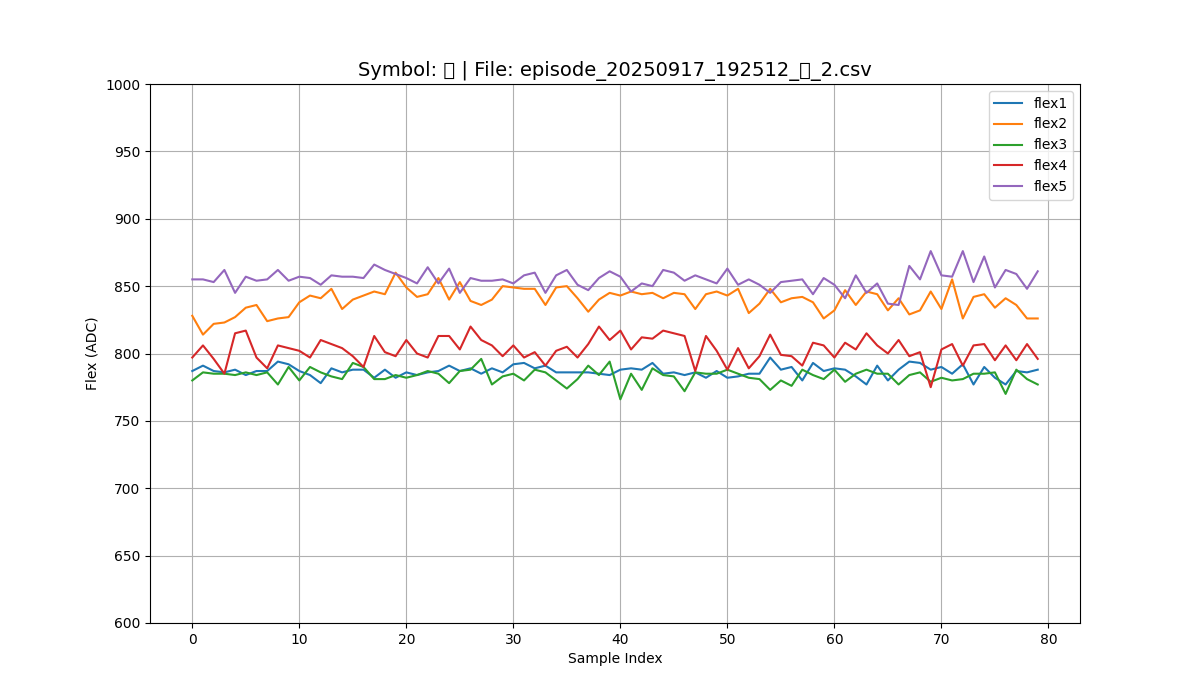 Symbol: | File: episode_20250917_192512_ _2.csv
1000
950
900
850
800
750
700
650
600
Flex (ADC)
0 10 20 30 40 50 60 70 80
Sample Index
flex1
flex2
flex3
flex4
flex5